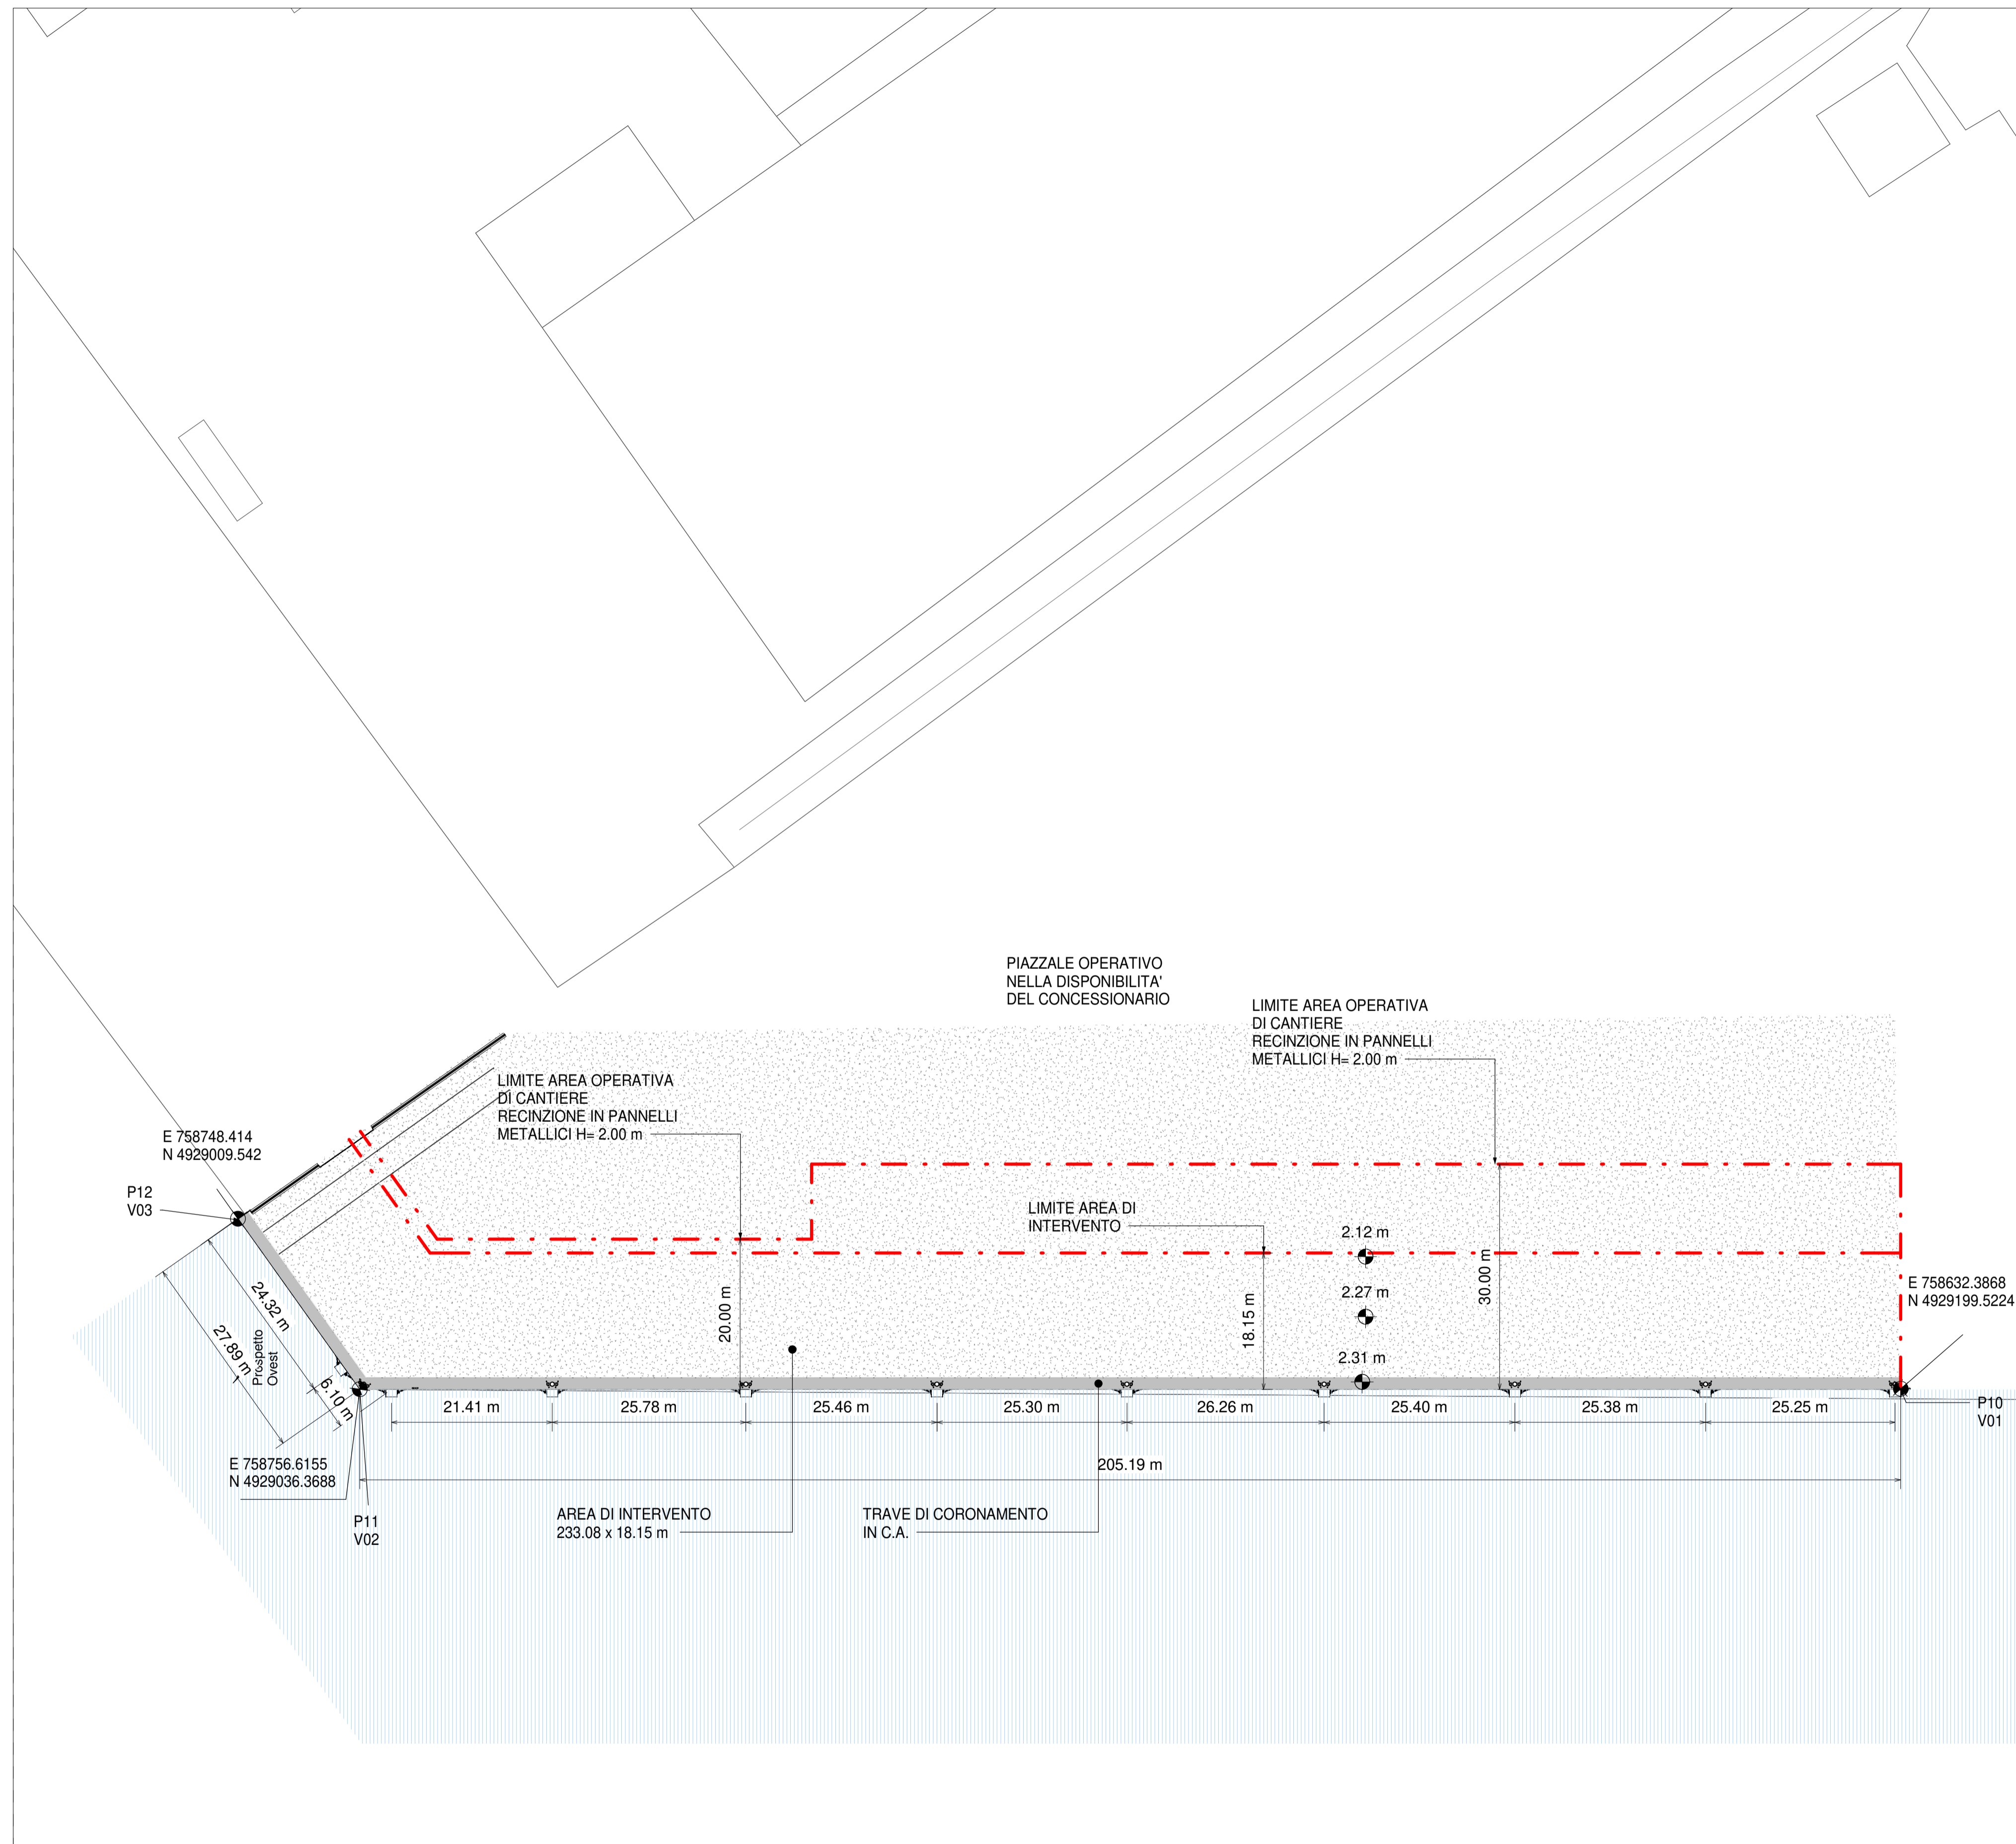 PIAZZALE OPERATIVO
NELLA DISPONIBILITA'
DEL CONCESSIONARIO
LIMITE AREA OPERATIVA
DI CANTIERE
RECINZIONE IN PANNELLI
METALLICI H= 2.00 m
LIMITE AREA OPERATIVA
DI CANTIERE
RECINZIONE IN PANNELLI
METALLICI H= 2.00 m
E 758748.414
N 4929009.542
P12
V03
LIMITE AREA DI
INTERVENTO
2.12 m
2.27 m
2.31 m
20.00 m
18.15 m
30.00 m
E 758632.3868
N 4929199.5224
24.32 m
27.89 m
Prospetto
Ovest
6.10 m
21.41 m
25.78 m
25.46 m
25.30 m
26.26 m
25.40 m
25.38 m
25.25 m
P10
V01
205.19 m
E 758756.6155
N 4929036.3688
P11
V02
AREA DI INTERVENTO
233.08 x 18.15 m
TRAVE DI CORONAMENTO
IN C.A.